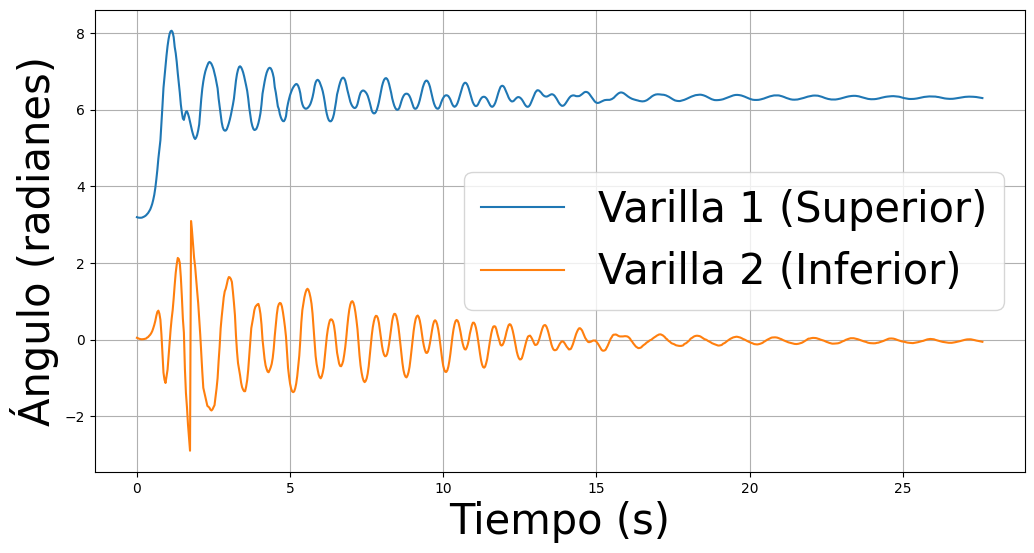 Ángulo (radianes)
8
6
4
2
0
−2
Varilla 1 (Superior)
Varilla 2 (Inferior)
0 5 10 15 20 25
Tiempo (s)